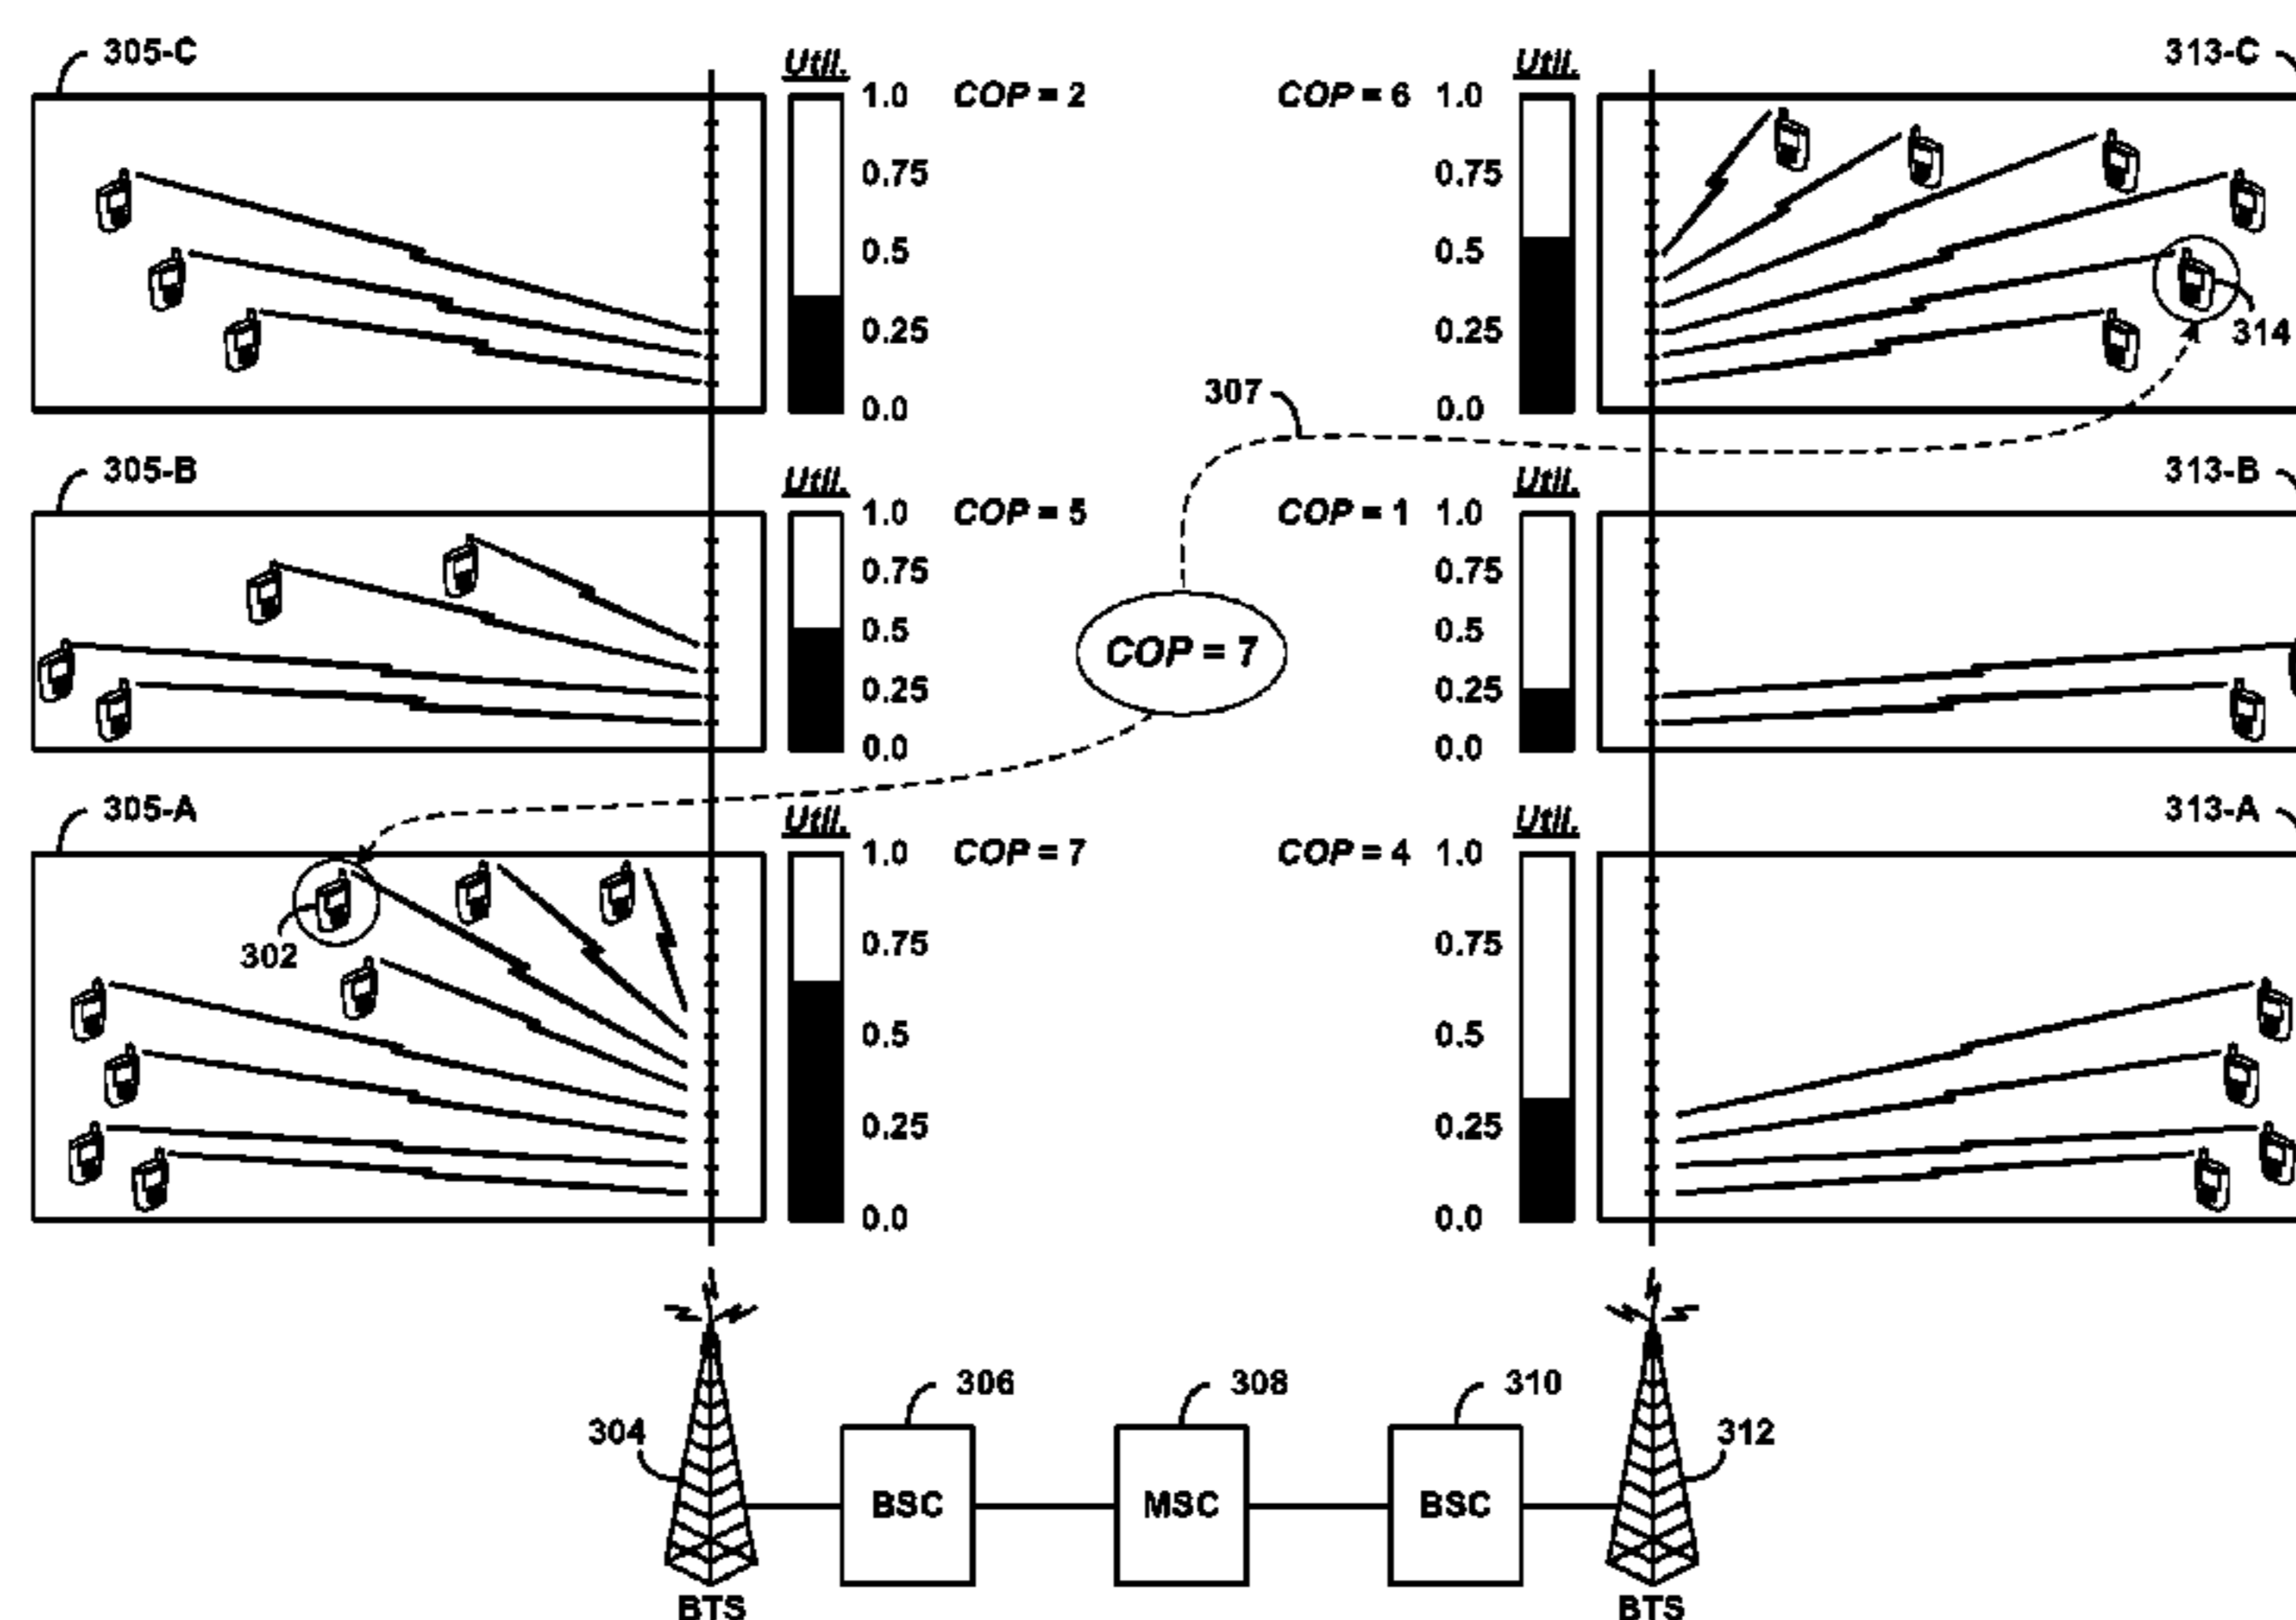 305-C
Util.
1.0
COP = 2
0.75
0.5
0.25
0.0
Util.
COP = 6
1.0
0.75
0.5
0.25
0.0
313-C
314
307
305-B
Util.
1.0
COP = 5
0.75
0.5
0.25
0.0
COP = 7
Util.
COP = 1
1.0
0.75
0.5
0.25
0.0
313-B
305-A
302
Util.
1.0
COP = 7
0.75
0.5
0.25
0.0
Util.
COP = 4
1.0
0.75
0.5
0.25
0.0
313-A
304
BTS
306
BSC
308
MSC
310
BSC
312
BTS